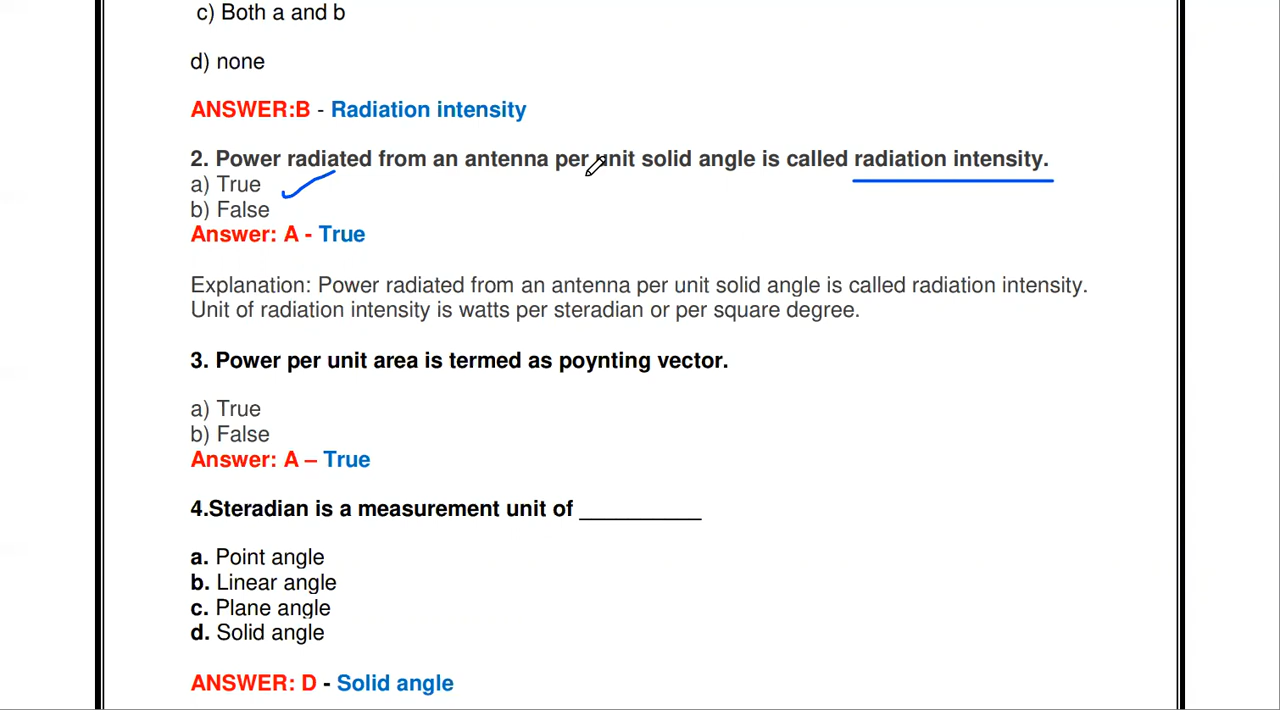 c) Both a and b
d) none
ANSWER:B - Radiation intensity
2. Power radiated from an antenna per unit solid angle is called radiation intensity.
a) True
b) False
Answer: A - True
Explanation: Power radiated from an antenna per unit solid angle is called radiation intensity.
Unit of radiation intensity is watts per steradian or per square degree.
3. Power per unit area is termed as poynting vector.
a) True
b) False
Answer: A – True
4.Steradian is a measurement unit of __________
a. Point angle
b. Linear angle
c. Plane angle
d. Solid angle
ANSWER: D - Solid angle